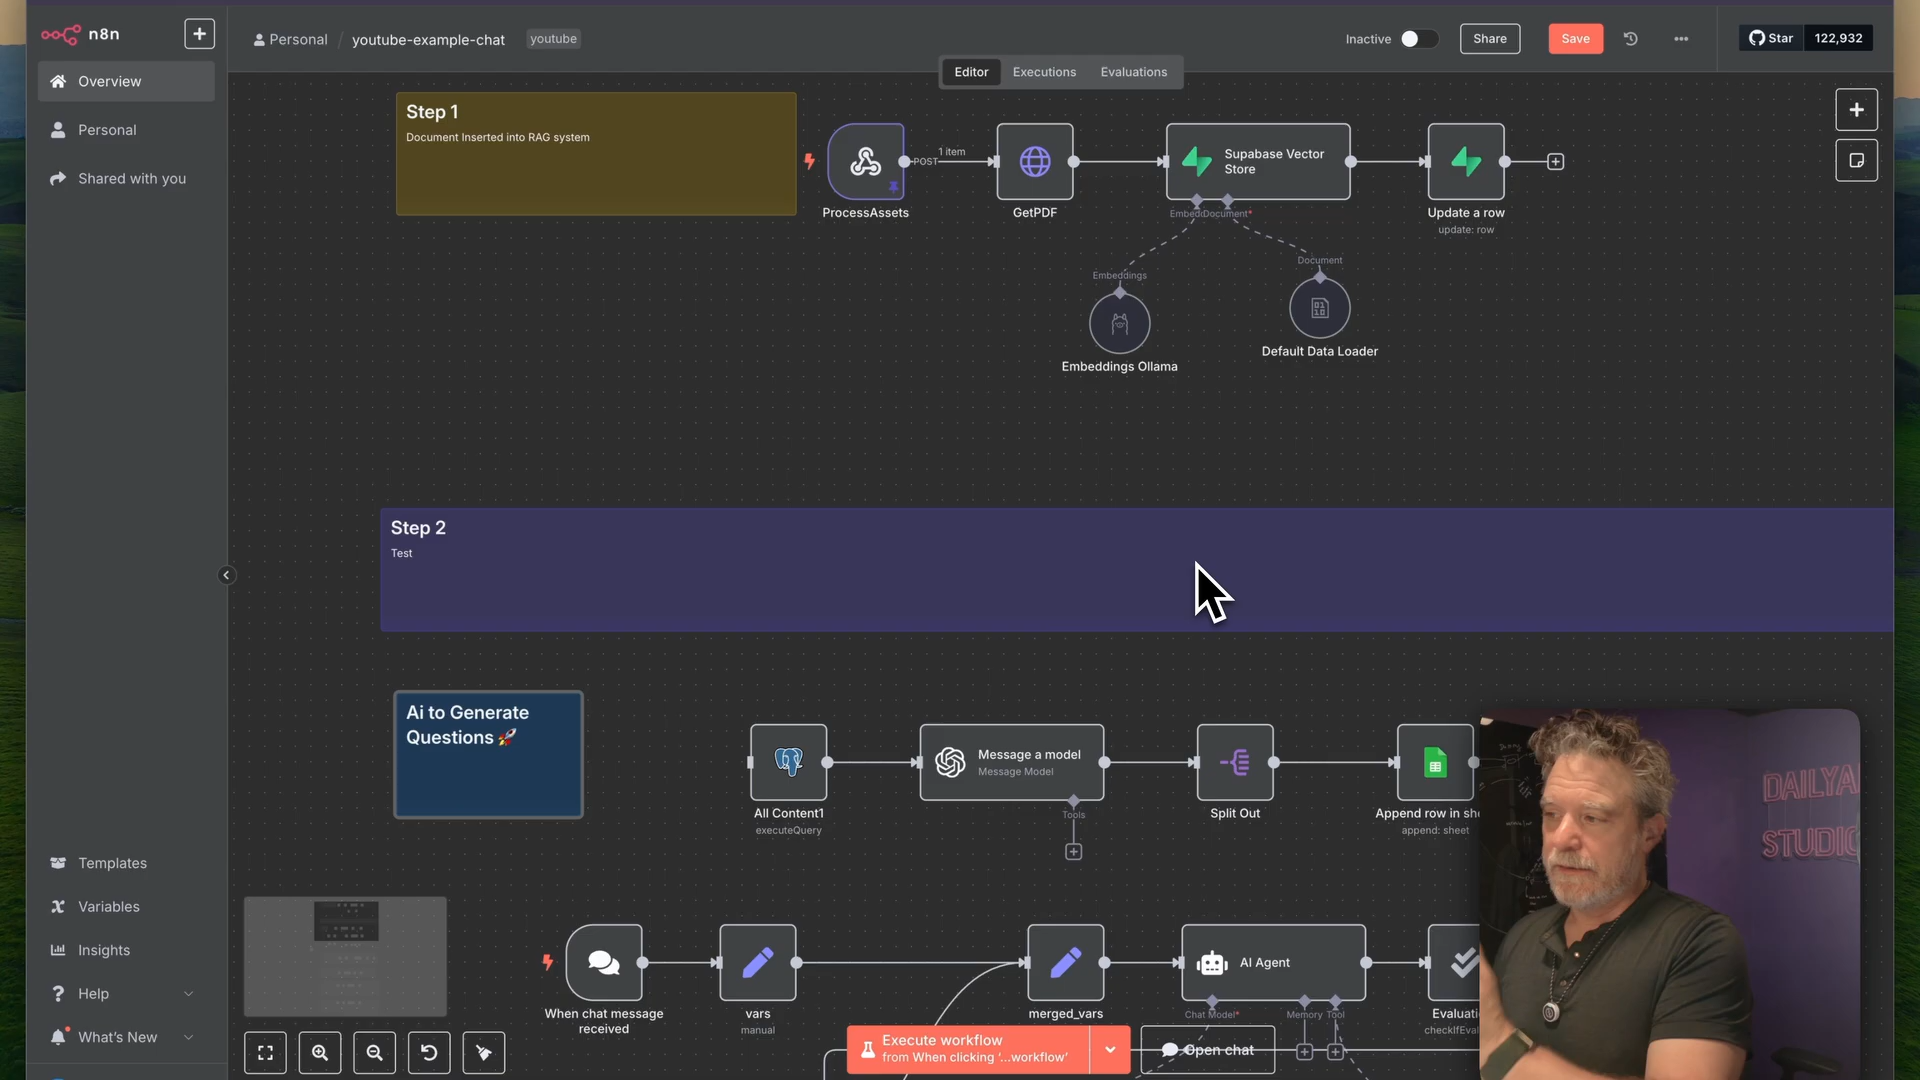 n8n
Personal / youtube-example-chat
youtube
Inactive
Share
Save
Star
122,932
Editor
Executions
Evaluations
Overview
Personal
Shared with you
Step 1
Document Inserted into RAG system
POST
1 item
ProcessAssets
GetPDF
Supabase Vector
Store
Document*
Update a row
update: row
Embeddings
Embeddings Ollama
Document
Default Data Loader
Step 2
Test
Ai to Generate
Questions 🚀
All Content1
executeQuery
Message a model
Message Model
Tools
Split Out
Append row in she
append: sheet
DAILYA
STUDIO
Templates
Variables
Insights
Help
What's New
When chat message
received
vars
manual
merged_vars
AI Agent
Chat Model*
Memory
Tool
Evaluati
checkIfEval
Execute workflow
from When clicking '...workflow'
Open chat